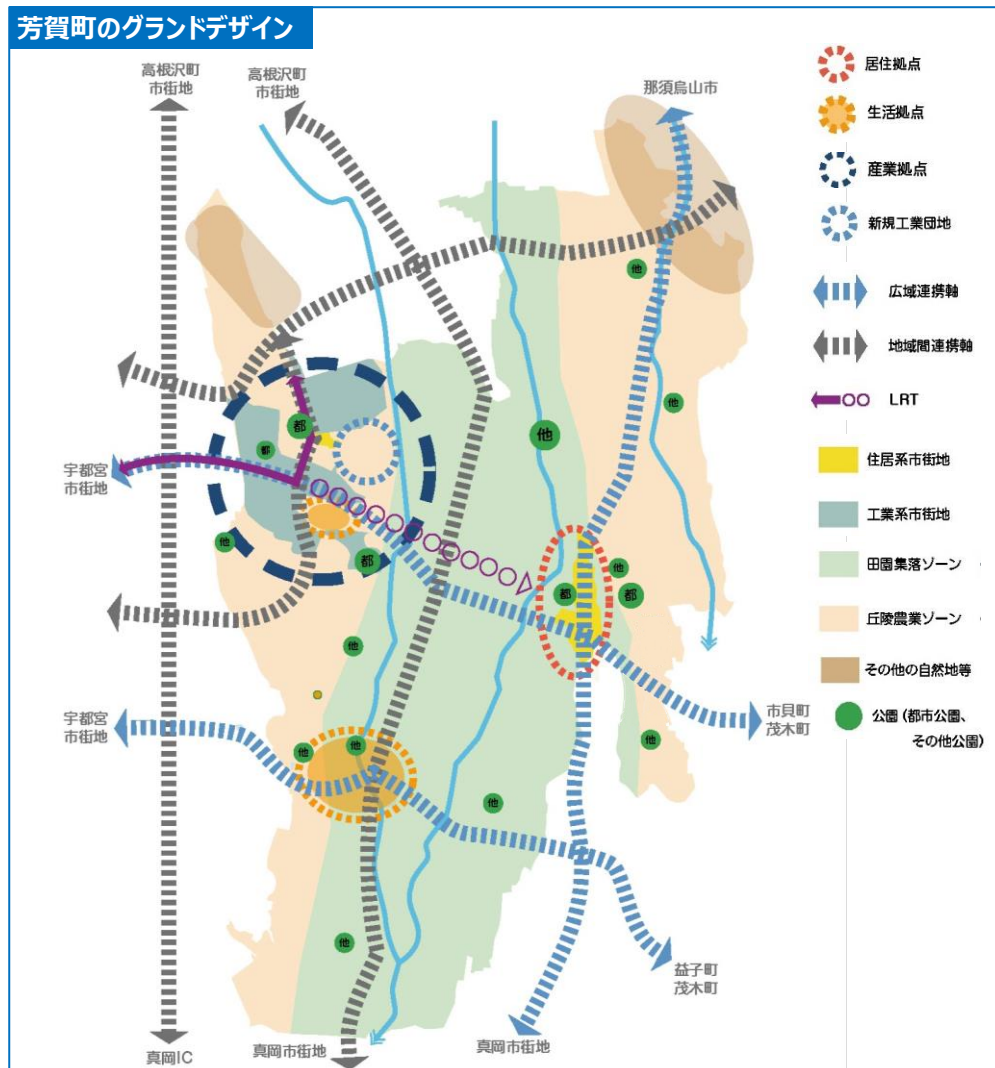 芳賀町のグランドデザイン
高根沢町
市街地
高根沢町
市街地
那須烏山市
居住拠点
生活拠点
産業拠点
新規工業団地
広域連携軸
地域間連携軸
LRT
住居系市街地
工業系市街地
田園集落ゾーン
丘陵農業ゾーン
その他の自然地等
公園(都市公園、
その他公園)
他
他
都
都
他
宇都宮
市街地
他
都
都
他
都
他
宇都宮
市街地
他
他
他
市貝町
茂木町
他
他
益子町
茂木町
真岡IC
真岡市街地
真岡市街地